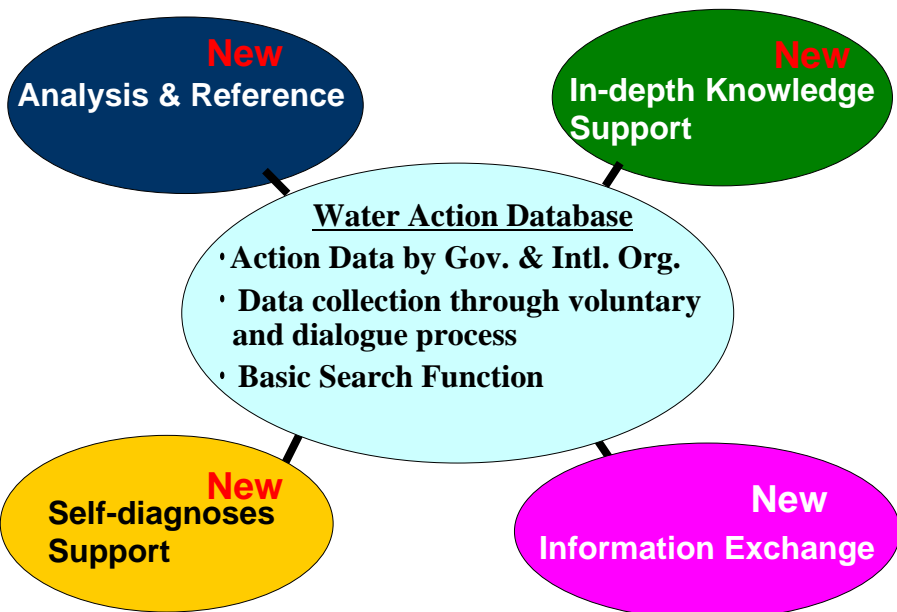 New
Analysis & Reference
New
In-depth Knowledge
Support
Water Action Database
・Action Data by Gov. & Intl. Org.
・ Data collection through voluntary
and dialogue process
・ Basic Search Function
New
Self-diagnoses
Support
New
Information Exchange